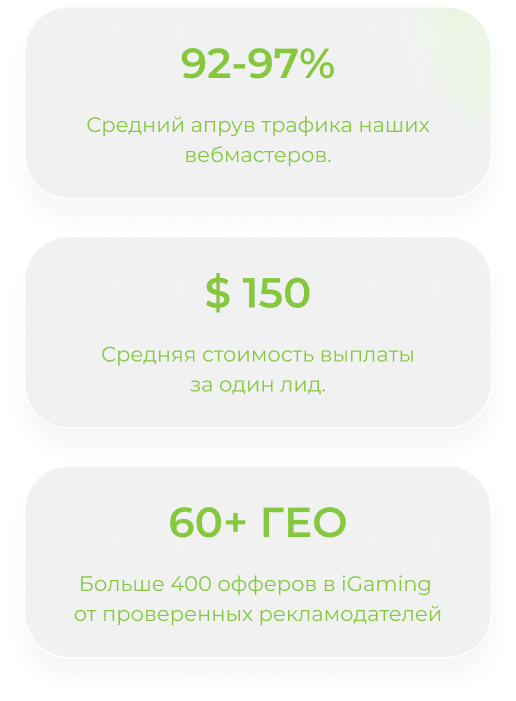 92-97%
Средний апрув трафика наших
вебмастеров.
$ 150
Средняя стоимость выплаты
за один лид.
60+ ГЕО
Больше 400 офферов в iGaming
от проверенных рекламодателей